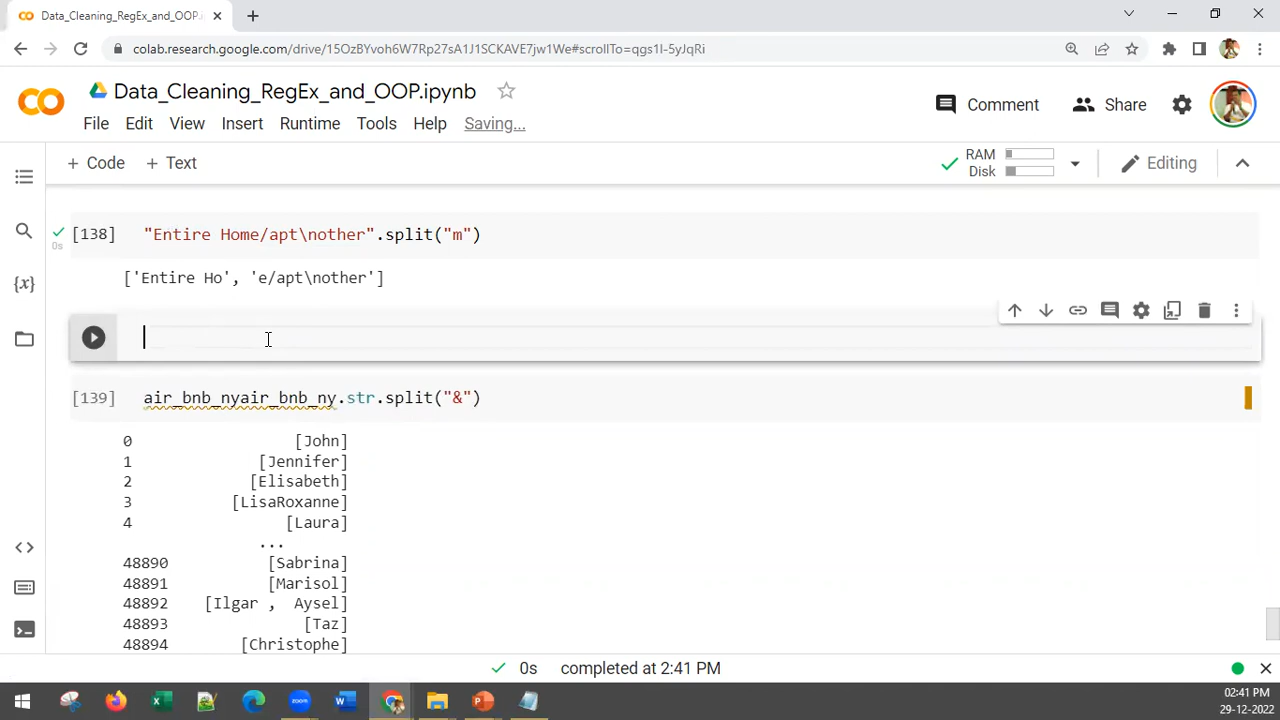 Data_Cleaning_RegEx_and_OOP.
colab.research.google.com/drive/15OzBYvoh6W7Rp27sA1J1SCKAVE7jw1We#scrollTo=qgs1I-5yJqRi
Data_Cleaning_RegEx_and_OOP.ipynb
Comment
Share
File Edit View Insert Runtime Tools Help Saving...
+ Code + Text
RAM
Disk
Editing
[138] "Entire Home/apt\nother".split("m")
0s
['Entire Ho', 'e/apt\nother']
[139] air_bnb_nyair_bnb_ny.str.split("&")
0 [John]
1 [Jennifer]
2 [Elisabeth]
3 [LisaRoxanne]
4 [Laura]
...
48890 [Sabrina]
48891 [Marisol]
48892 [Ilgar , Aysel]
48893 [Taz]
48894 [Christophe]
0s completed at 2:41 PM
02:41 PM
29-12-2022